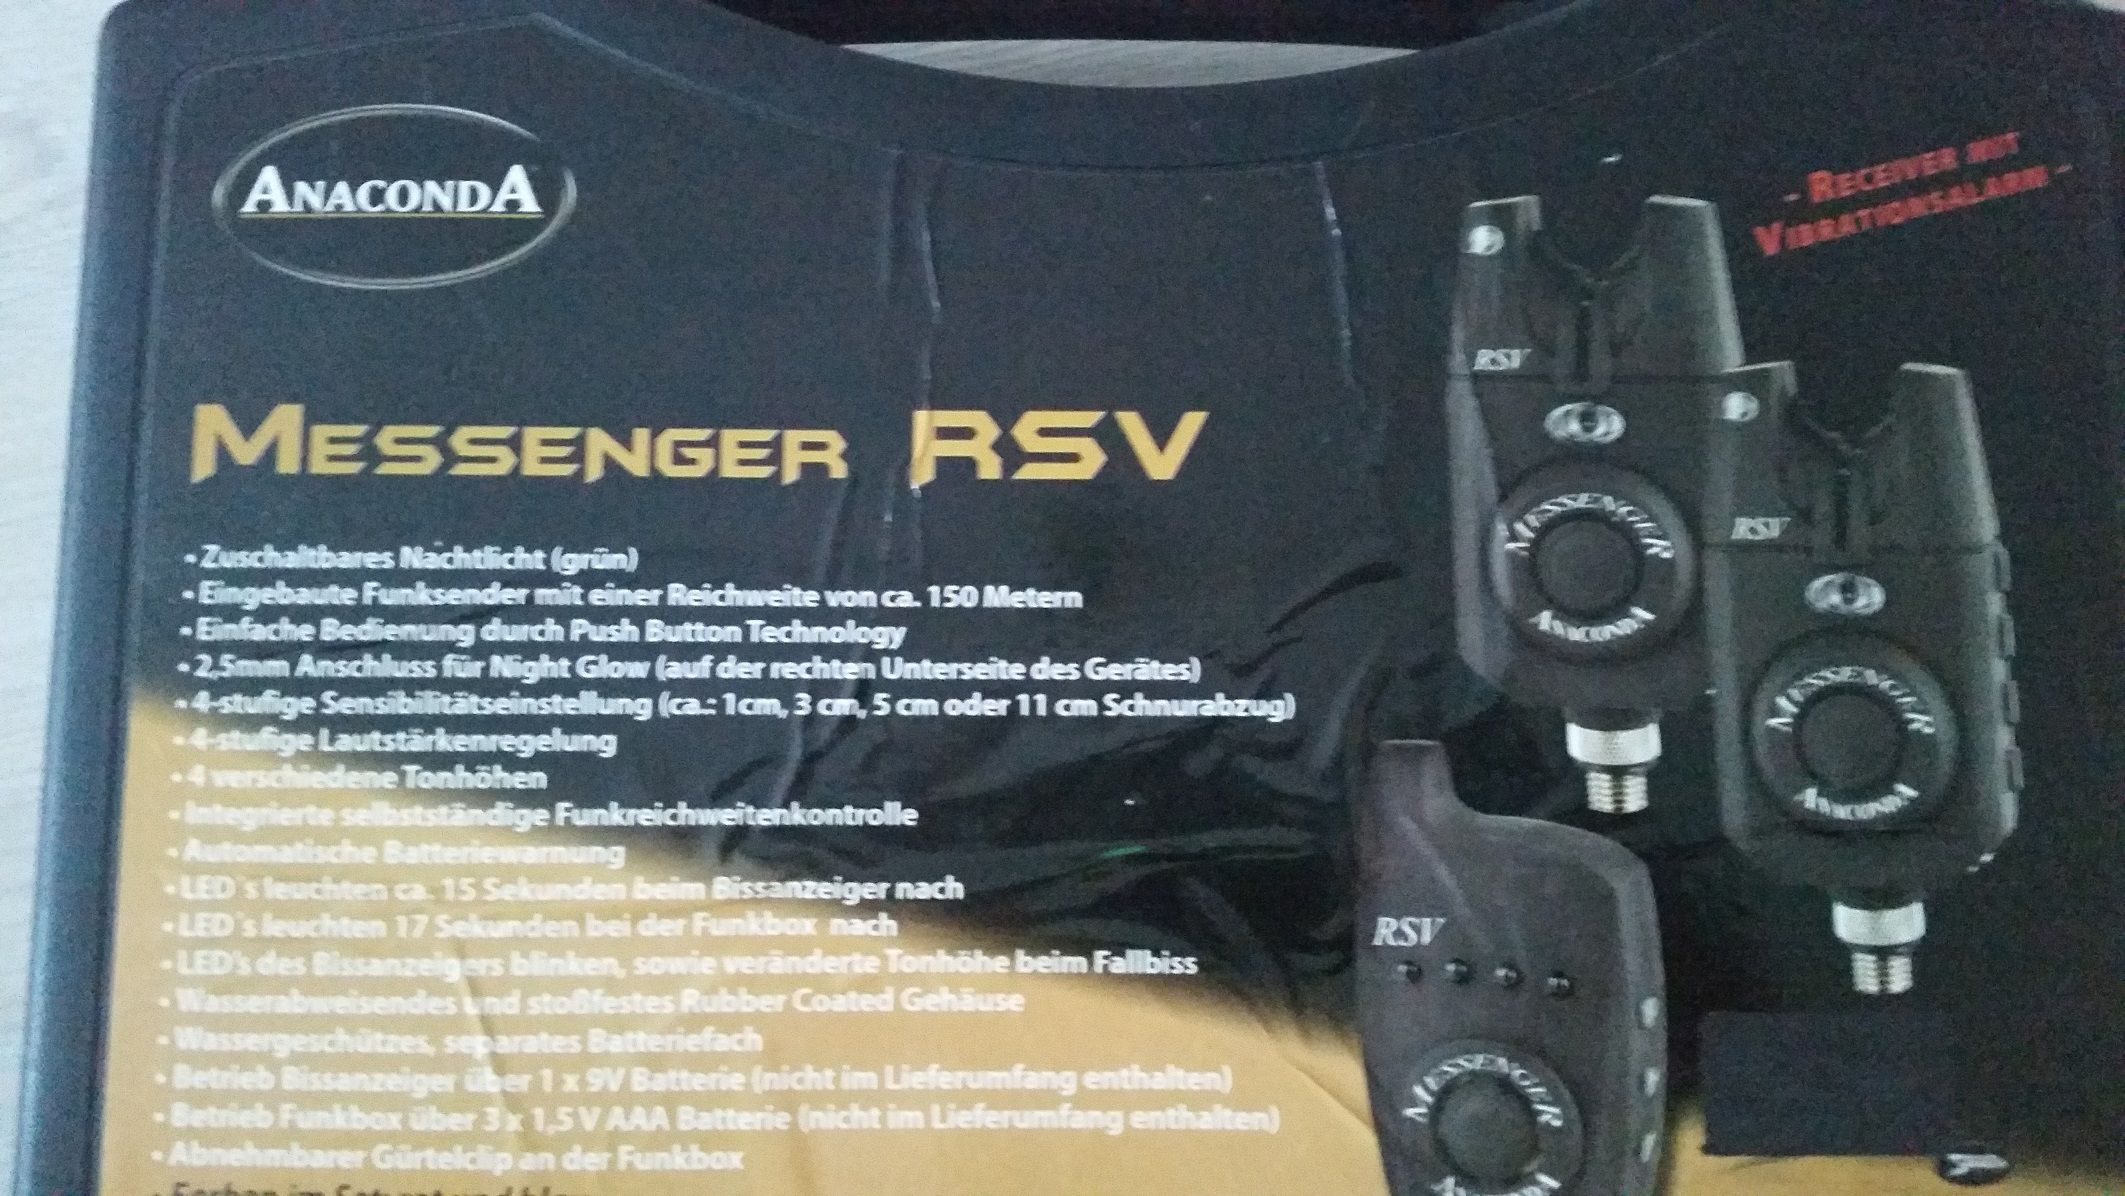 ANACONDA
- RECEIVER MIT
VIBRATIONSALARM -
MESSENGER RSV
• Zuschaltbares Nachtlicht (grün)
• Eingebaute Funksender mit einer Reichweite von ca. 150 Metern
• Einfache Bedienung durch Push Button Technology
• 2,5mm Anschluss für Night Glow (auf der rechten Unterseite des Gerätes)
• 4-stufige Sensibilitätseinstellung (ca.: 1cm, 3 cm, 5 cm oder 11 cm Schnurabzug)
• 4-stufige Lautstärkenregelung
• 4 verschiedene Tonhöhen
• Integrierte selbstständige Funkreichweitenkontrolle
• Automatische Batteriewarnung
• LED`s leuchten ca. 15 Sekunden beim Bissanzeiger nach
• LED`s leuchten 17 Sekunden bei der Funkbox nach
• LED's des Bissanzeigers blinken, sowie veränderte Tonhöhe beim Fallbiss
• Wasserabweisendes und stoßfestes Rubber Coated Gehäuse
• Wassergeschützes, separates Batteriefach
• Betrieb Bissanzeiger über 1 x 9V Batterie (nicht im Lieferumfang enthalten)
• Betrieb Funkbox über 3 x 1,5 V AAA Batterie (nicht im Lieferumfang enthalten)
• Abnehmbarer Gürtelclip an der Funkbox
RSV
MESSENGER
ANACONDA
RSV
MESSENGER
ANACONDA
RSV
MESSENGER
ANACONDA